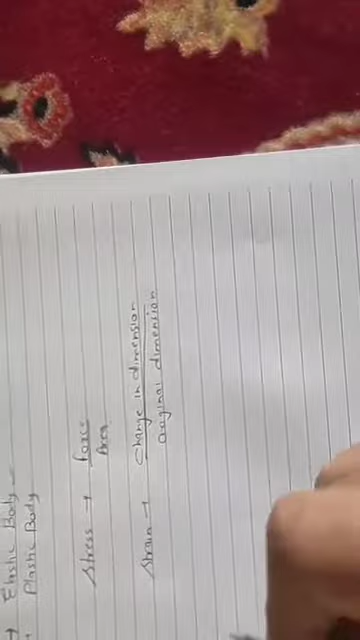 → Elastic Body -
Plastic Body
Stress → force
Area
Strain → Change in dimension
original dimension